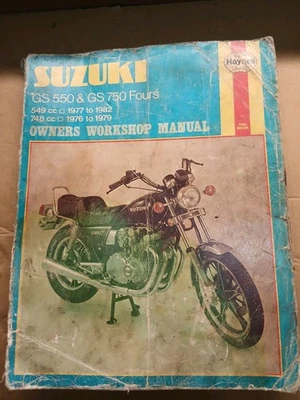 Haynes
SUZUKI
GS 550 & GS 750 Fours
549 cc □ 1977 to 1982
748 cc □ 1976 to 1979
OWNERS WORKSHOP MANUAL
SUZUKI